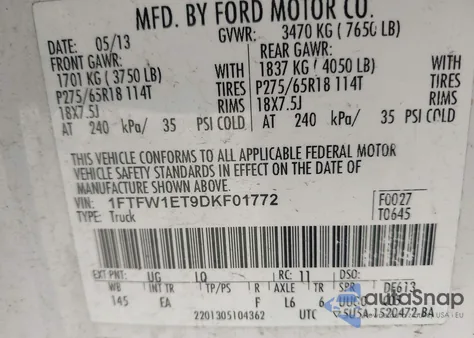 MFD. BY FORD MOTOR CO.
DATE: 05/13 GVWR: 3470 KG ( 7650 LB)
FRONT GAWR: REAR GAWR:
1701 KG ( 3750 LB) WITH 1837 KG ( 4050 LB) WITH
P275/65R18 114T TIRES P275/65R18 114T TIRES
18X7.5J RIMS 18X7.5J RIMS
AT 240 kPa/ 35 PSI COLD AT 240 kPa/ 35 PSI COLD
THIS VEHICLE CONFORMS TO ALL APPLICABLE FEDERAL MOTOR
VEHICLE SAFETY STANDARDS IN EFFECT ON THE DATE OF
MANUFACTURE SHOWN ABOVE.
VIN: 1FTFW1ET9DKF01772 F0027
TYPE: Truck T0645
EXT PNT: UG RC: 11 DSO:
WB INT TR TP/PS R AXLE TR SPR DE613
145 EA F L6 6
2201305104362 UTC
autoSnap